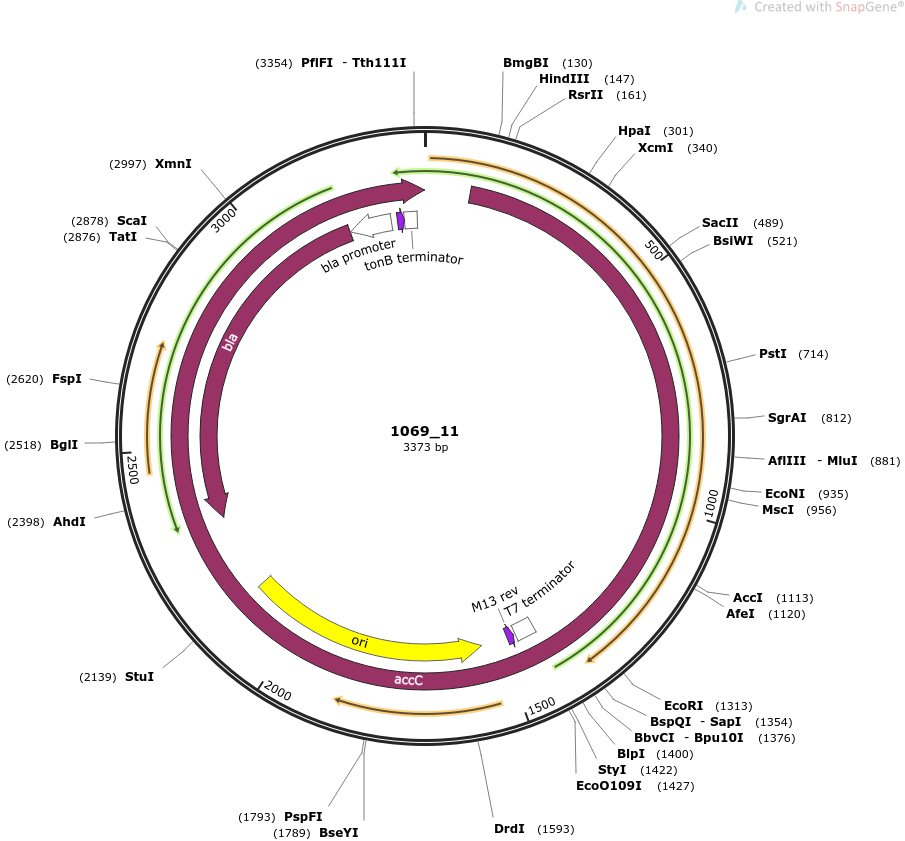 Created with SnapGene®
(3354) PflFI - Tth111I
BmgBI (130)
HindIII (147)
RsrII (161)
HpaI (301)
XcmI (340)
SacII (489)
BsiWI (521)
PstI (714)
SgrAI (812)
AflIII - MluI (881)
EcoNI (935)
MscI (956)
AccI (1113)
AfeI (1120)
EcoRI (1313)
BspQI - SapI (1354)
BbvCI - Bpu10I (1376)
BlpI (1400)
StyI (1422)
EcoO109I (1427)
DrdI (1593)
(1789) BseYI
(1793) PspFI
(2139) StuI
(2398) AhdI
(2518) BglI
(2620) FspI
(2876) TatI
(2878) ScaI
(2997) XmnI
500
1000
1500
2000
2500
3000
bla promoter
tonB terminator
bla
1069_11
3373 bp
M13 rev
T7 terminator
ori
accC